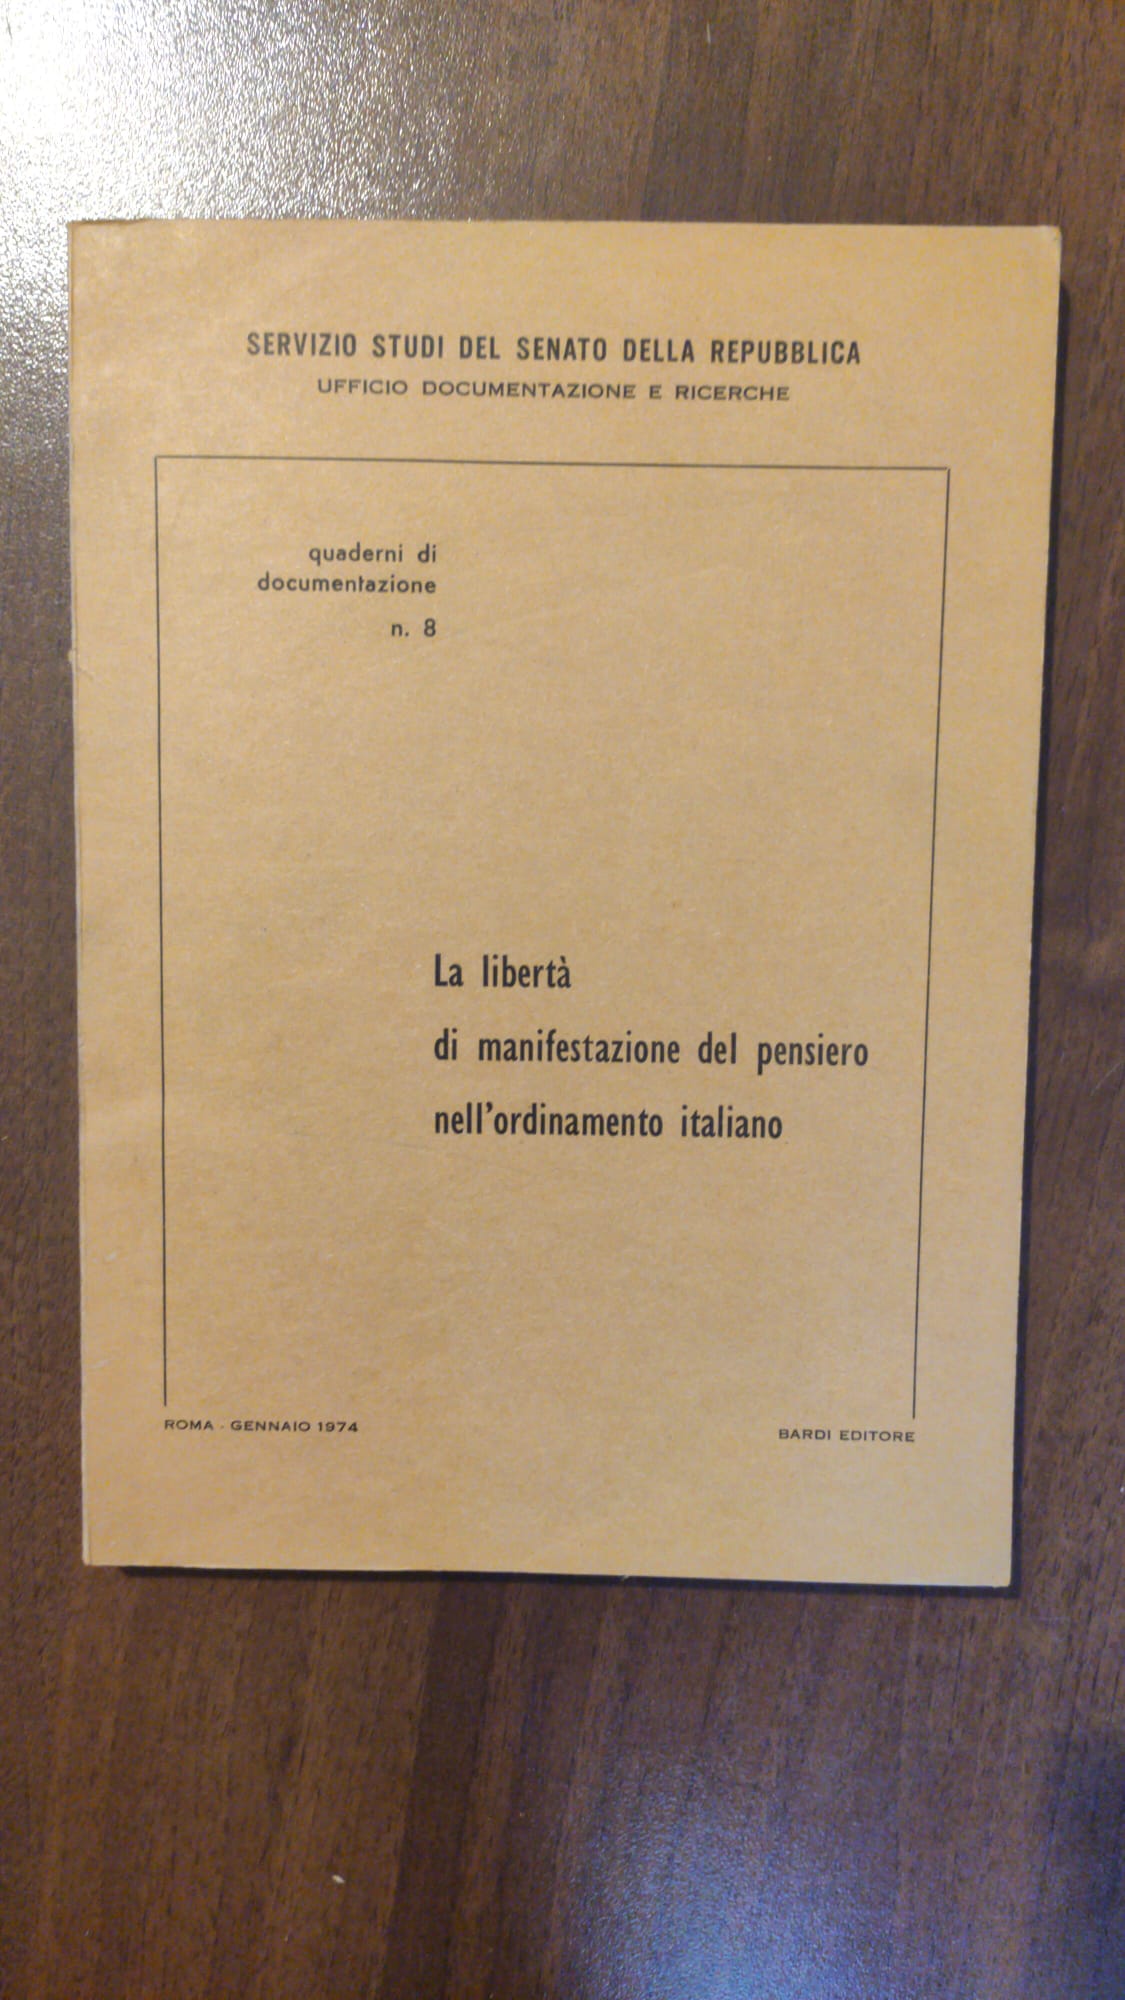 SERVIZIO STUDI DEL SENATO DELLA REPUBBLICA
UFFICIO DOCUMENTAZIONE E RICERCHE
quaderni di
documentazione
n. 8
La libertà
di manifestazione del pensiero
nell'ordinamento italiano
ROMA - GENNAIO 1974
BARDI EDITORE